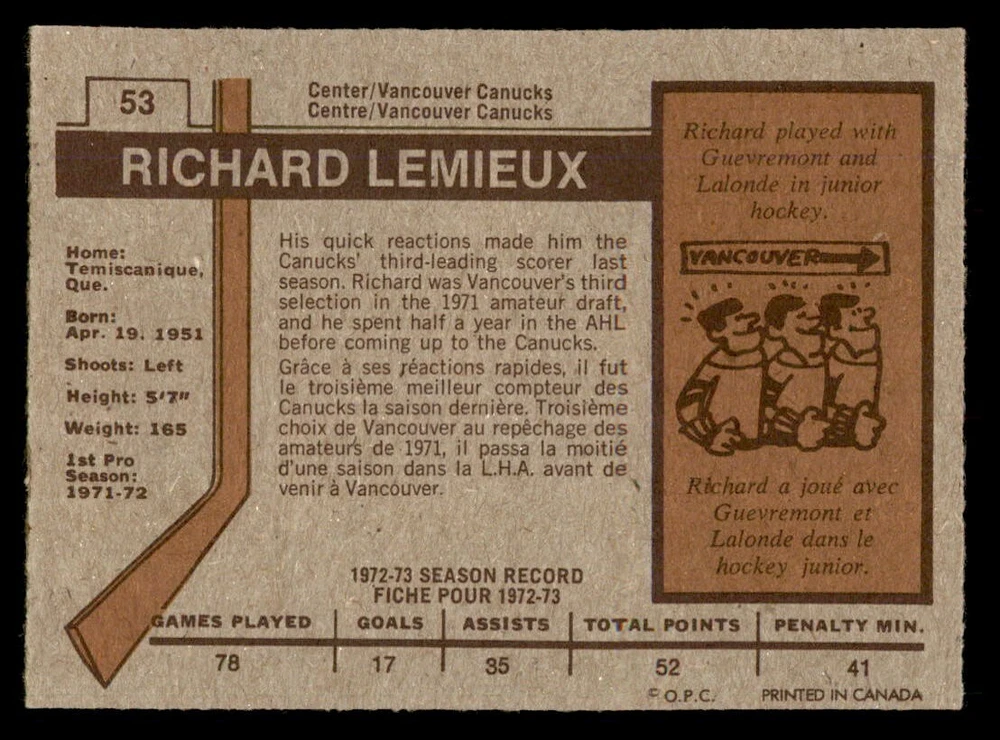 53
Center/Vancouver Canucks
Centre/Vancouver Canucks
RICHARD LEMIEUX
Home:
Temiscanique,
Que.
Born:
Apr. 19. 1951
Shoots: Left
Height: 5'7"
Weight: 165
1st Pro
Season:
1971-72
His quick reactions made him the
Canucks' third-leading scorer last
season. Richard was Vancouver's third
selection in the 1971 amateur draft,
and he spent half a year in the AHL
before coming up to the Canucks.
Grâce à ses réactions rapides, il fut
le troisième meilleur compteur des
Canucks la saison dernière. Troisième
choix de Vancouver au repêchage des
amateurs de 1971, il passa la moitié
d'une saison dans la L.H.A. avant de
venir à Vancouver.
Richard played with
Guevremont and
Lalonde in junior
hockey.
VANCOUVER
Richard a joué avec
Guevremont et
Lalonde dans le
hockey junior.
1972-73 SEASON RECORD
FICHE POUR 1972-73
GAMES PLAYED GOALS ASSISTS TOTAL POINTS PENALTY MIN.
78 17 35 52 41
© O.P.C. PRINTED IN CANADA